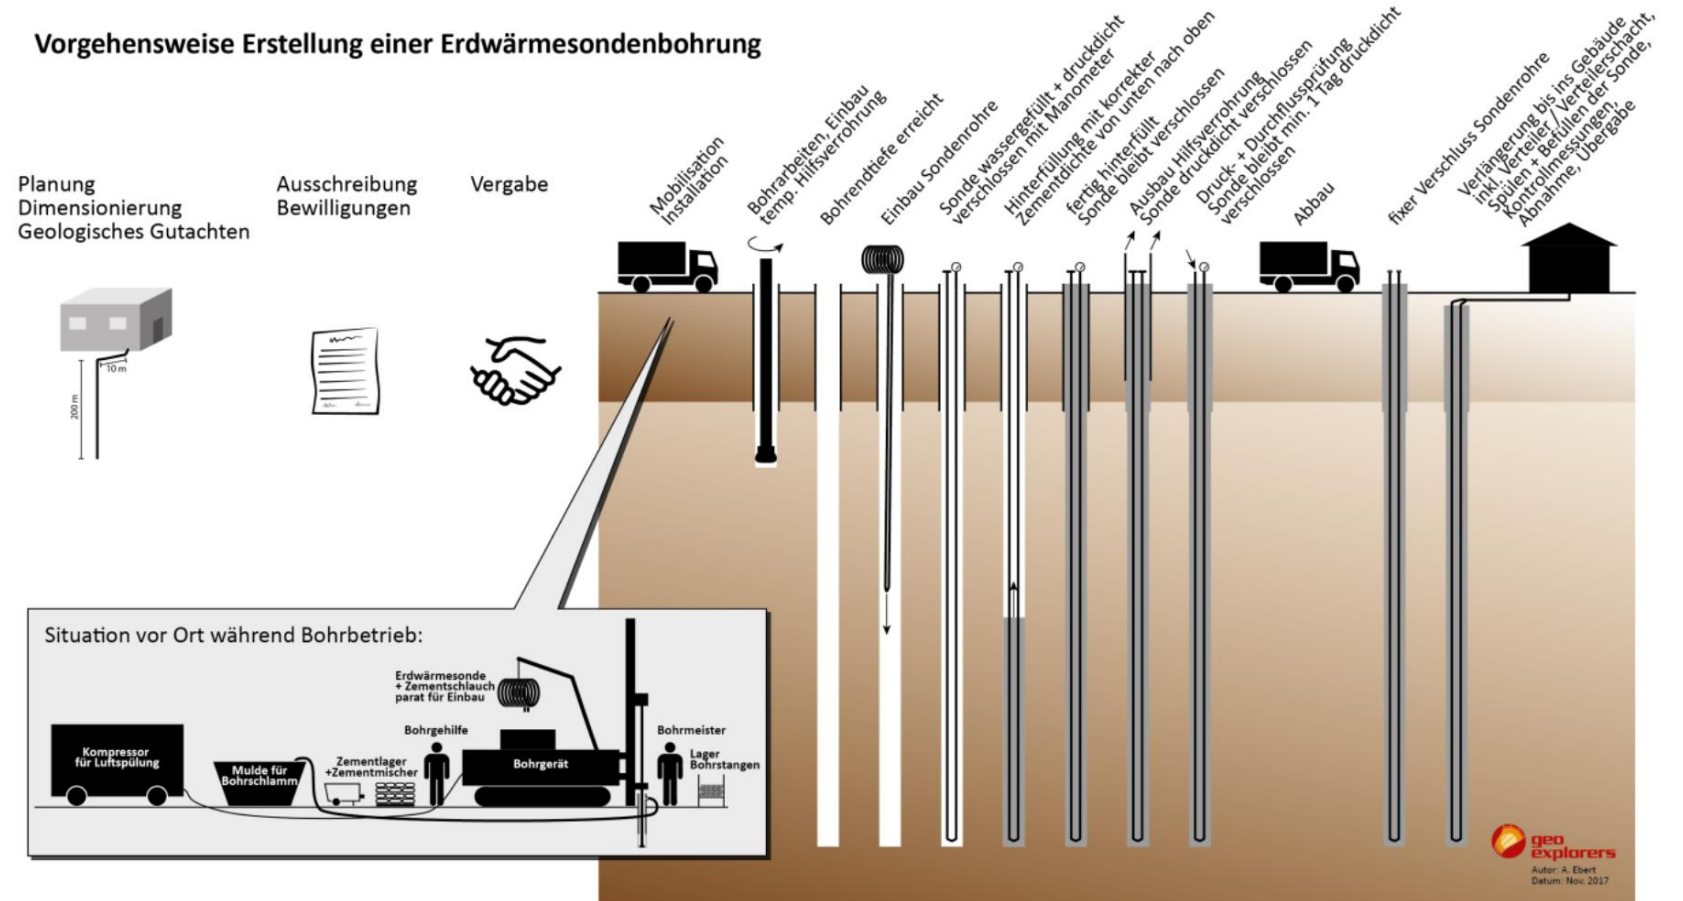 Vorgehensweise Erstellung einer Erdwärmesondenbohrung
Planung
Dimensionierung
Geologisches Gutachten
Ausschreibung
Bewilligungen
Vergabe
10 m
200 m
Mobilisation
Installation
Bohrarbeiten, Einbau
temp. Hilfsverrohrung
Bohrendtiefe erreicht
Einbau Sondenrohre
Sonde wassergefüllt + druckdicht
verschlossen mit Manometer
Hinterfüllung mit korrekter
Zementdichte von unten nach oben
fertig hinterfüllt
Sonde bleibt verschlossen
Ausbau Hilfsverrohrung
Sonde druckdicht verschlossen
Druck- + Durchflussprüfung
Sonde bleibt min. 1 Tag druckdicht
verschlossen
Abbau
fixer Verschluss Sondenrohre
Verlängerung bis ins Gebäude
inkl. Verteiler / Verteilerschacht,
Spülen + Befüllen der Sonde,
Kontrollmessungen,
Abnahme, Übergabe
Situation vor Ort während Bohrbetrieb:
Erdwärmesonde
+ Zementschlauch
parat für Einbau
Kompressor
für Luftspülung
Mulde für
Bohrschlamm
Zementlager
+Zementmischer
Bohrgehilfe
Bohrgerät
Bohrmeister
Lager
Bohrstangen
geo
explorers
Autor: A. Ebert
Datum: Nov. 2017